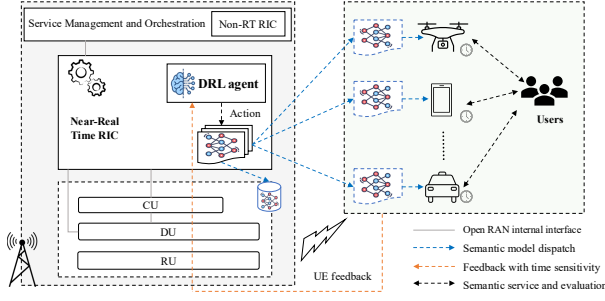 Service Management and Orchestration
Non-RT RIC
DRL agent
Action
Near-Real
Time RIC
CU
DU
RU
Users
UE feedback
Open RAN internal interface
Semantic model dispatch
Feedback with time sensitivity
Semantic service and evaluation